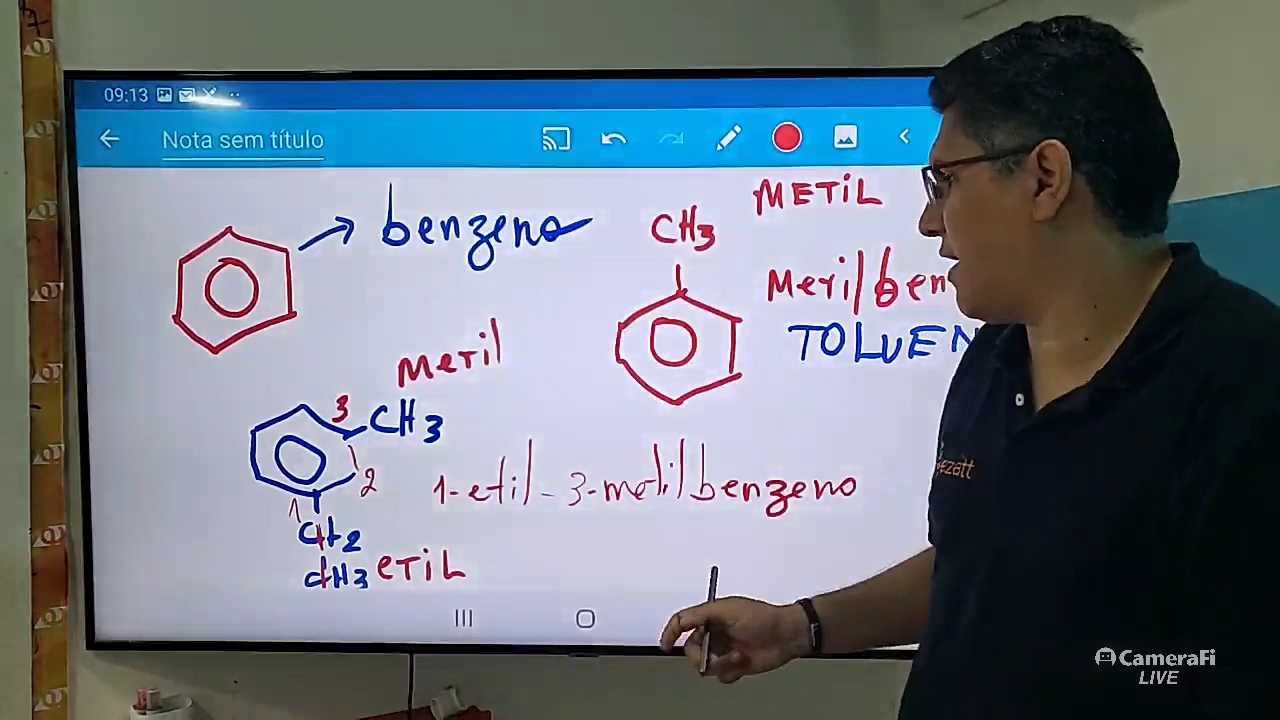 09:13
Nota sem título
benzeno
METIL
CH3
Metilben
TOLUEN
Metil
3
CH3
2
1-etil-3-metilbenzeno
1
CH2
CH3 ETIL
ezatt
CameraFi
LIVE